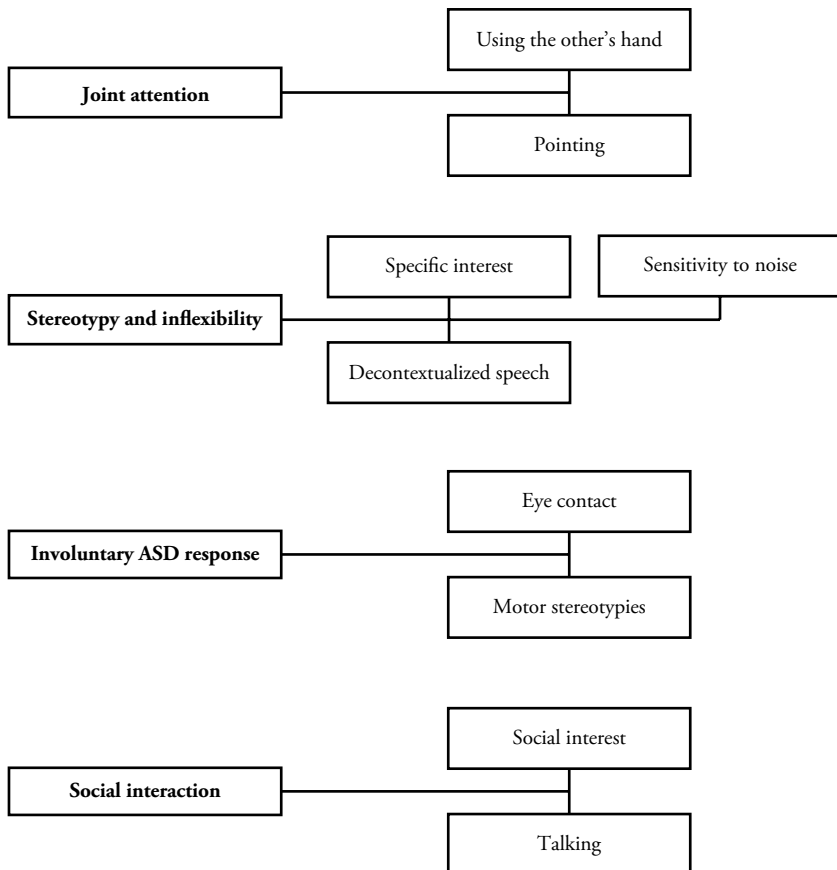 Using the other's hand
Joint attention
Pointing
Specific interest
Sensitivity to noise
Stereotypy and inflexibility
Decontextualized speech
Eye contact
Involuntary ASD response
Motor stereotypies
Social interest
Social interaction
Talking